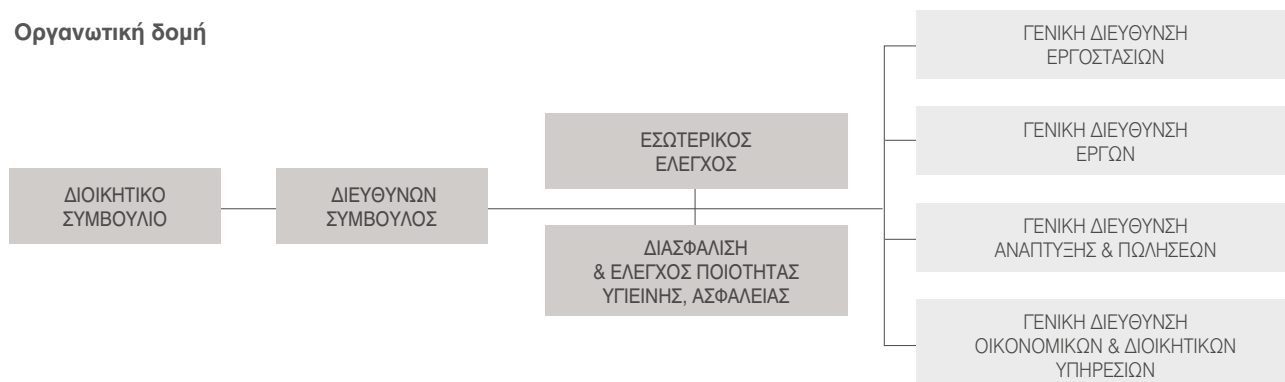 Οργανωτική δομή
ΔΙΟΙΚΗΤΙΚΟ
ΣΥΜΒΟΥΛΙΟ
ΔΙΕΥΘΥΝΩΝ
ΣΥΜΒΟΥΛΟΣ
ΕΣΩΤΕΡΙΚΟΣ
ΕΛΕΓΧΟΣ
ΔΙΑΣΦΑΛΙΣΗ
& ΕΛΕΓΧΟΣ ΠΟΙΟΤΗΤΑΣ
ΥΓΙΕΙΝΗΣ, ΑΣΦΑΛΕΙΑΣ
ΓΕΝΙΚΗ ΔΙΕΥΘΥΝΣΗ
ΕΡΓΟΣΤΑΣΙΩΝ
ΓΕΝΙΚΗ ΔΙΕΥΘΥΝΣΗ
ΕΡΓΩΝ
ΓΕΝΙΚΗ ΔΙΕΥΘΥΝΣΗ
ΑΝΑΠΤΥΞΗΣ & ΠΩΛΗΣΕΩΝ
ΓΕΝΙΚΗ ΔΙΕΥΘΥΝΣΗ
ΟΙΚΟΝΟΜΙΚΩΝ & ΔΙΟΙΚΗΤΙΚΩΝ
ΥΠΗΡΕΣΙΩΝ